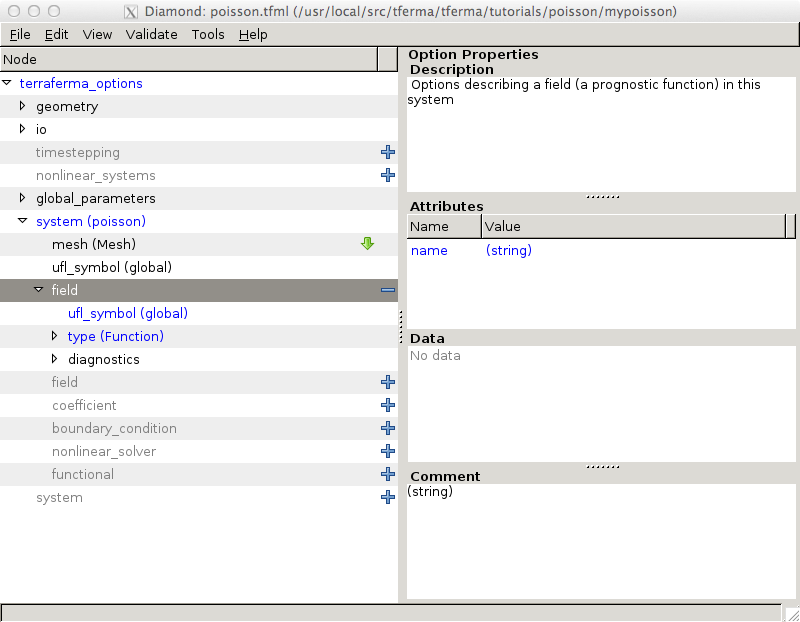 Diamond: poisson.tfml (/usr/local/src/tferma/tferma/tutorials/poisson/mypoisson)
File Edit View Validate Tools Help
Node
terraferma_options
geometry
io
timestepping
nonlinear_systems
global_parameters
system (poisson)
mesh (Mesh)
ufl_symbol (global)
field
ufl_symbol (global)
type (Function)
diagnostics
field
coefficient
boundary_condition
nonlinear_solver
functional
system
Option Properties
Description
Options describing a field (a prognostic function) in this
system
Attributes
Name Value
name (string)
Data
No data
Comment
(string)